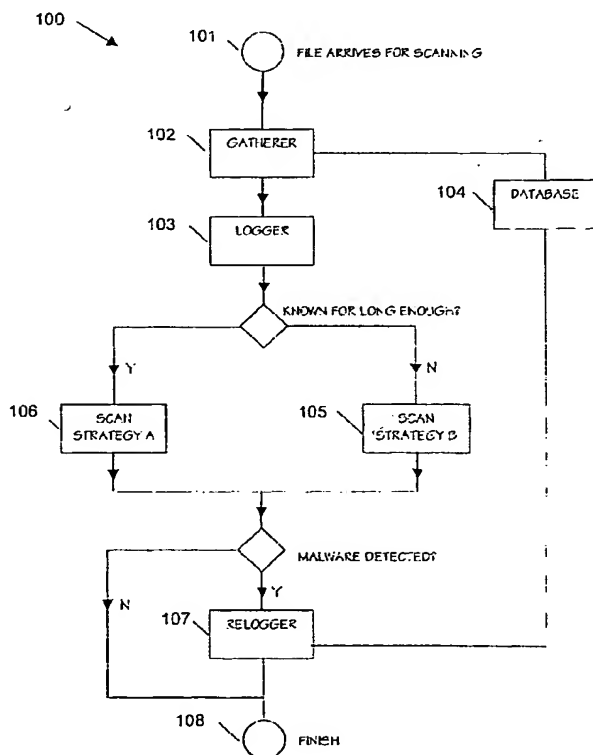 100
101
FILE ARRIVES FOR SCANNING
102
GATHERER
104
DATABASE
103
LOGGER
KNOWN FOR LONG ENOUGH?
Y
N
106
SCAN
STRATEGY A
105
SCAN
STRATEGY B
MALWARE DETECTED?
N
Y
107
RELOGGER
108
FINISH